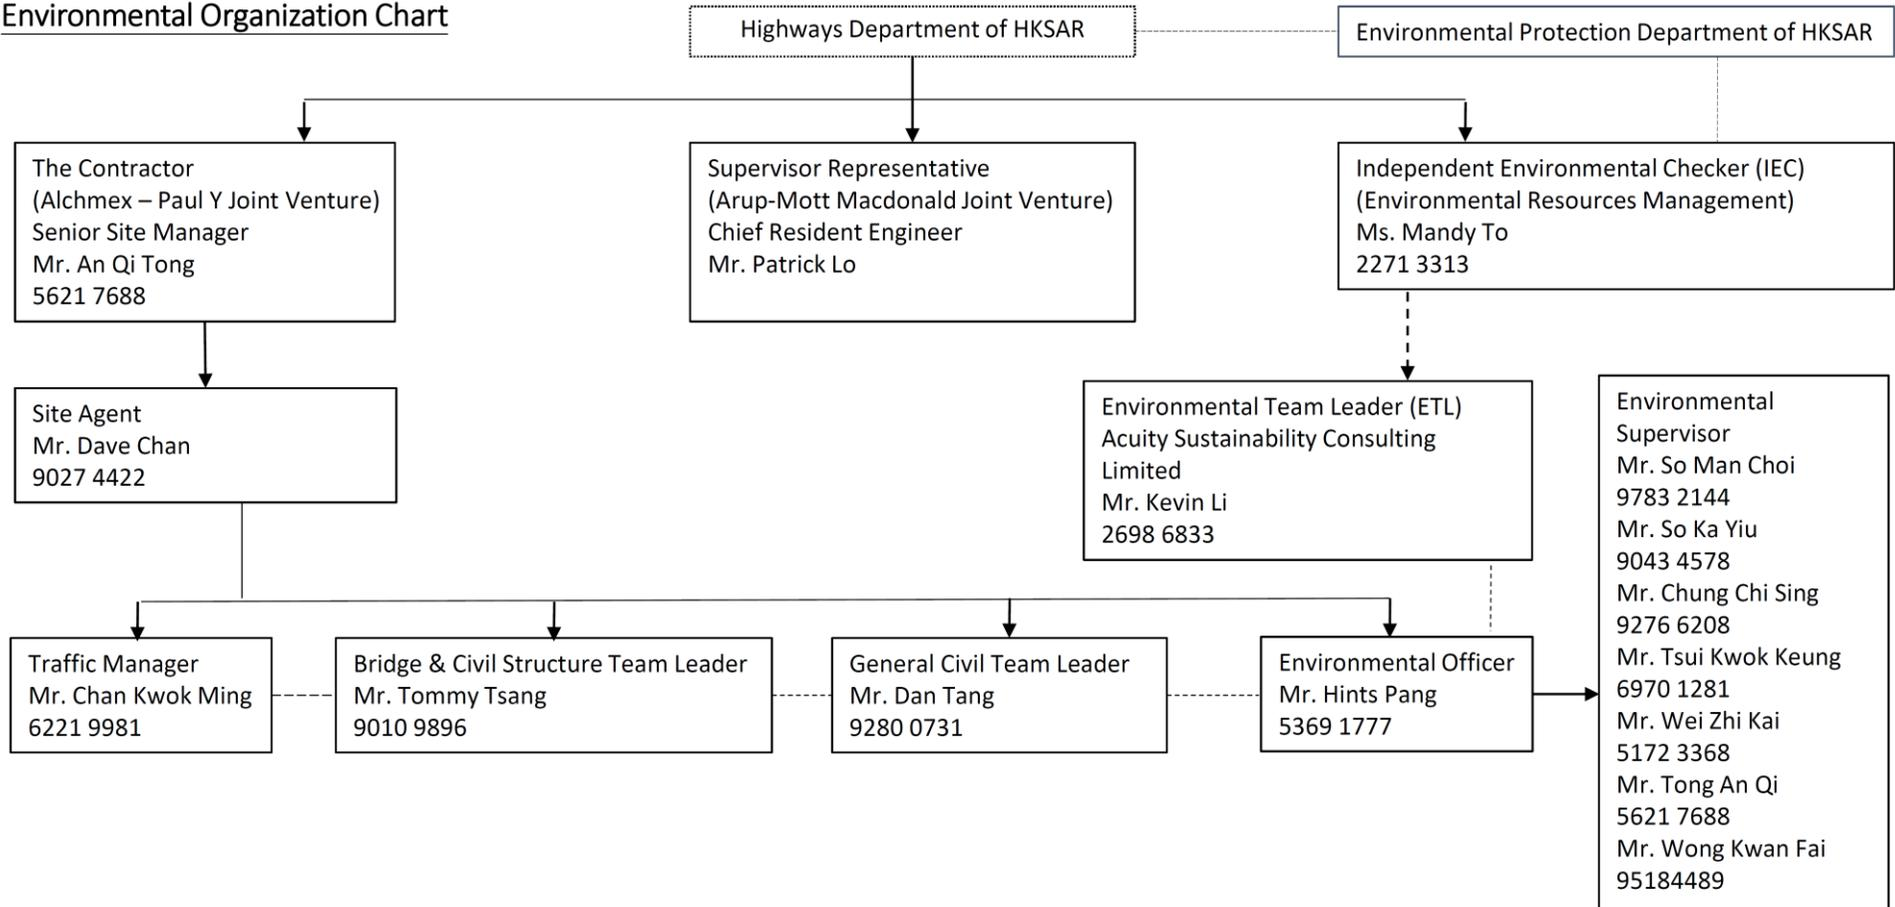 Environmental Organization Chart
Highways Department of HKSAR
Environmental Protection Department of HKSAR
The Contractor
(Alchmex – Paul Y Joint Venture)
Senior Site Manager
Mr. An Qi Tong
5621 7688
Supervisor Representative
(Arup-Mott Macdonald Joint Venture)
Chief Resident Engineer
Mr. Patrick Lo
Independent Environmental Checker (IEC)
(Environmental Resources Management)
Ms. Mandy To
2271 3313
Site Agent
Mr. Dave Chan
9027 4422
Environmental Team Leader (ETL)
Acuity Sustainability Consulting
Limited
Mr. Kevin Li
2698 6833
Traffic Manager
Mr. Chan Kwok Ming
6221 9981
Bridge & Civil Structure Team Leader
Mr. Tommy Tsang
9010 9896
General Civil Team Leader
Mr. Dan Tang
9280 0731
Environmental Officer
Mr. Hints Pang
5369 1777
Environmental
Supervisor
Mr. So Man Choi
9783 2144
Mr. So Ka Yiu
9043 4578
Mr. Chung Chi Sing
9276 6208
Mr. Tsui Kwok Keung
6970 1281
Mr. Wei Zhi Kai
5172 3368
Mr. Tong An Qi
5621 7688
Mr. Wong Kwan Fai
95184489